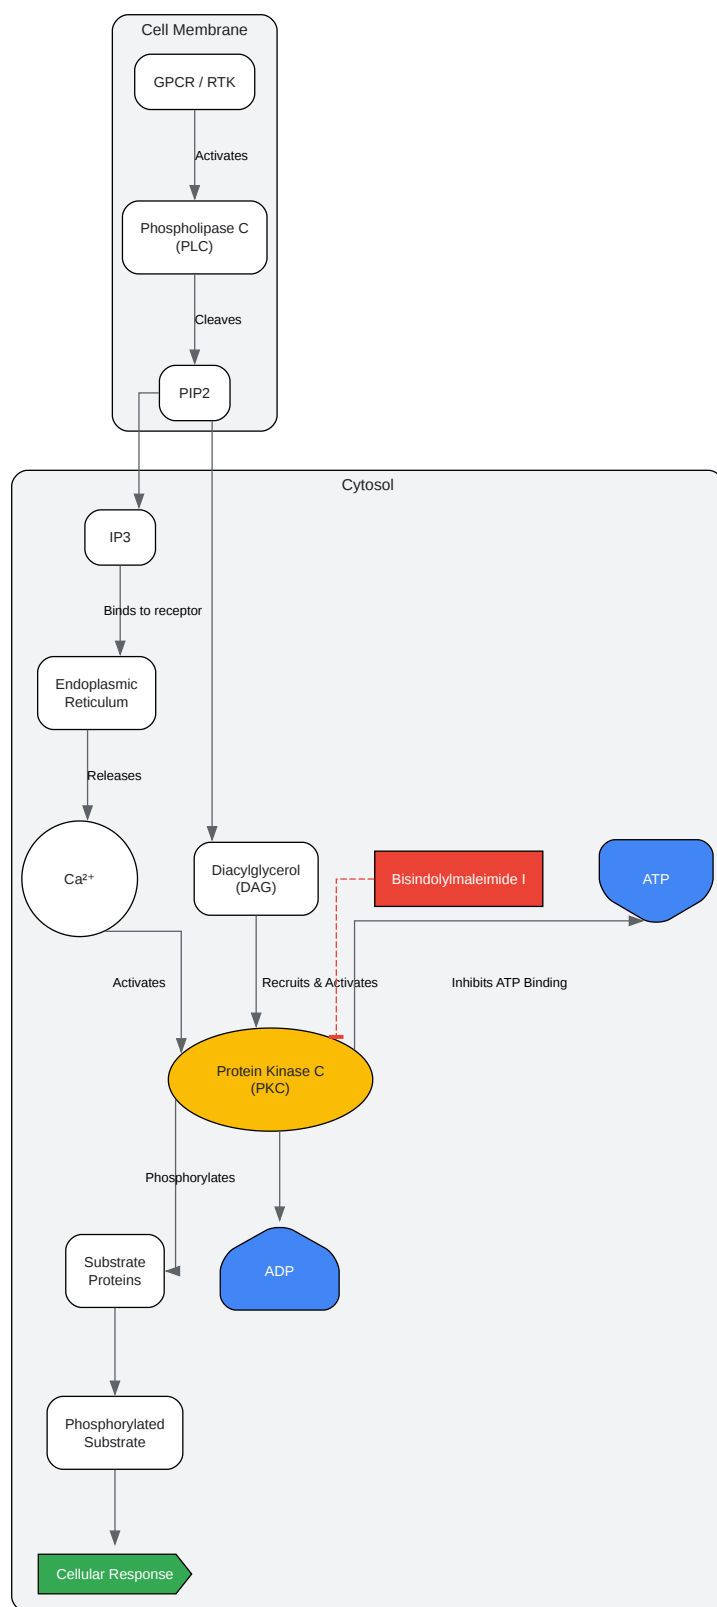 Cell Membrane
GPCR / RTK
Activates
Phospholipase C
(PLC)
Cleaves
PIP2
Cytosol
IP3
Binds to receptor
Endoplasmic
Reticulum
Releases
Ca²⁺
Diacylglycerol
(DAG)
Bisindolylmaleimide I
ATP
Activates
Recruits & Activates
Inhibits ATP Binding
Protein Kinase C
(PKC)
Phosphorylates
Substrate
Proteins
ADP
Phosphorylated
Substrate
Cellular Response